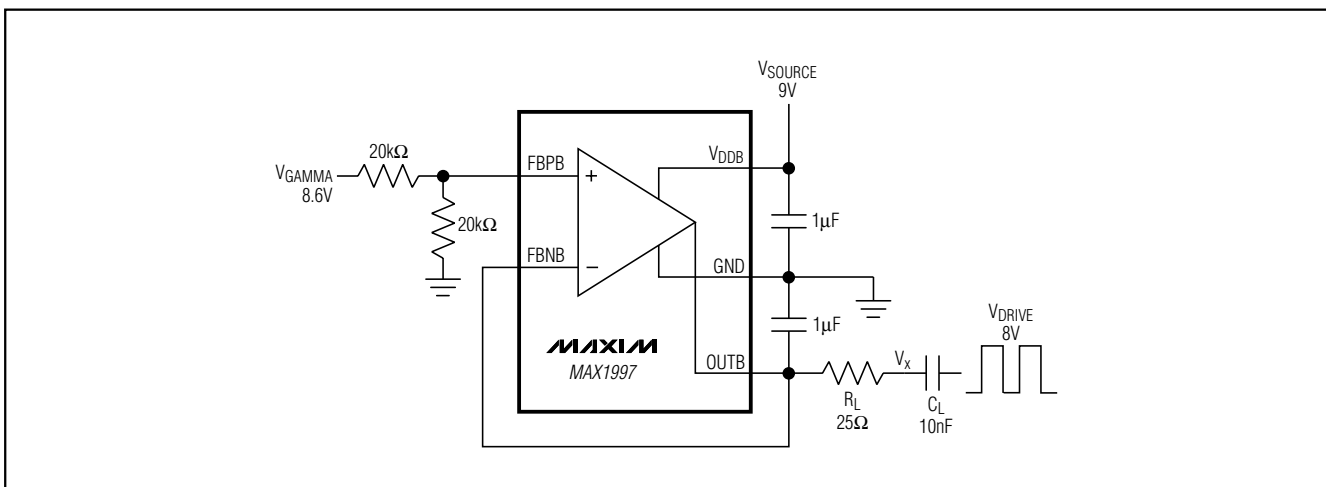 VSOURCE
9V
20kΩ
VGAMMA
8.6V
20kΩ
FBPB
+
VDDB
1μF
FBNB
−
GND
1μF
VDRIVE
8V
MAXIM
MAX1997
OUTB
Vx
RL
25Ω
CL
10nF